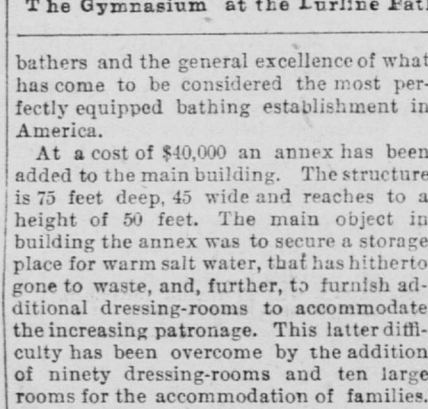 The Gymnasium at the Lurline
bathers and the general excellence of what
has come to be considered the most per-
fectly equipped bathing establishment in
America.
At a cost of $40,000 an annex has been
added to the main building. The structure
is 75 feet deep, 45 wide and reaches to a
height of 50 feet. The main object in
building the annex was to secure a storage
place for warm salt water, that has hitherto
gone to waste, and, further, to furnish ad-
ditional dressing-rooms to accommodate
the increasing patronage. This latter diffi-
culty has been overcome by the addition
of ninety dressing-rooms and ten large
rooms for the accommodation of families.